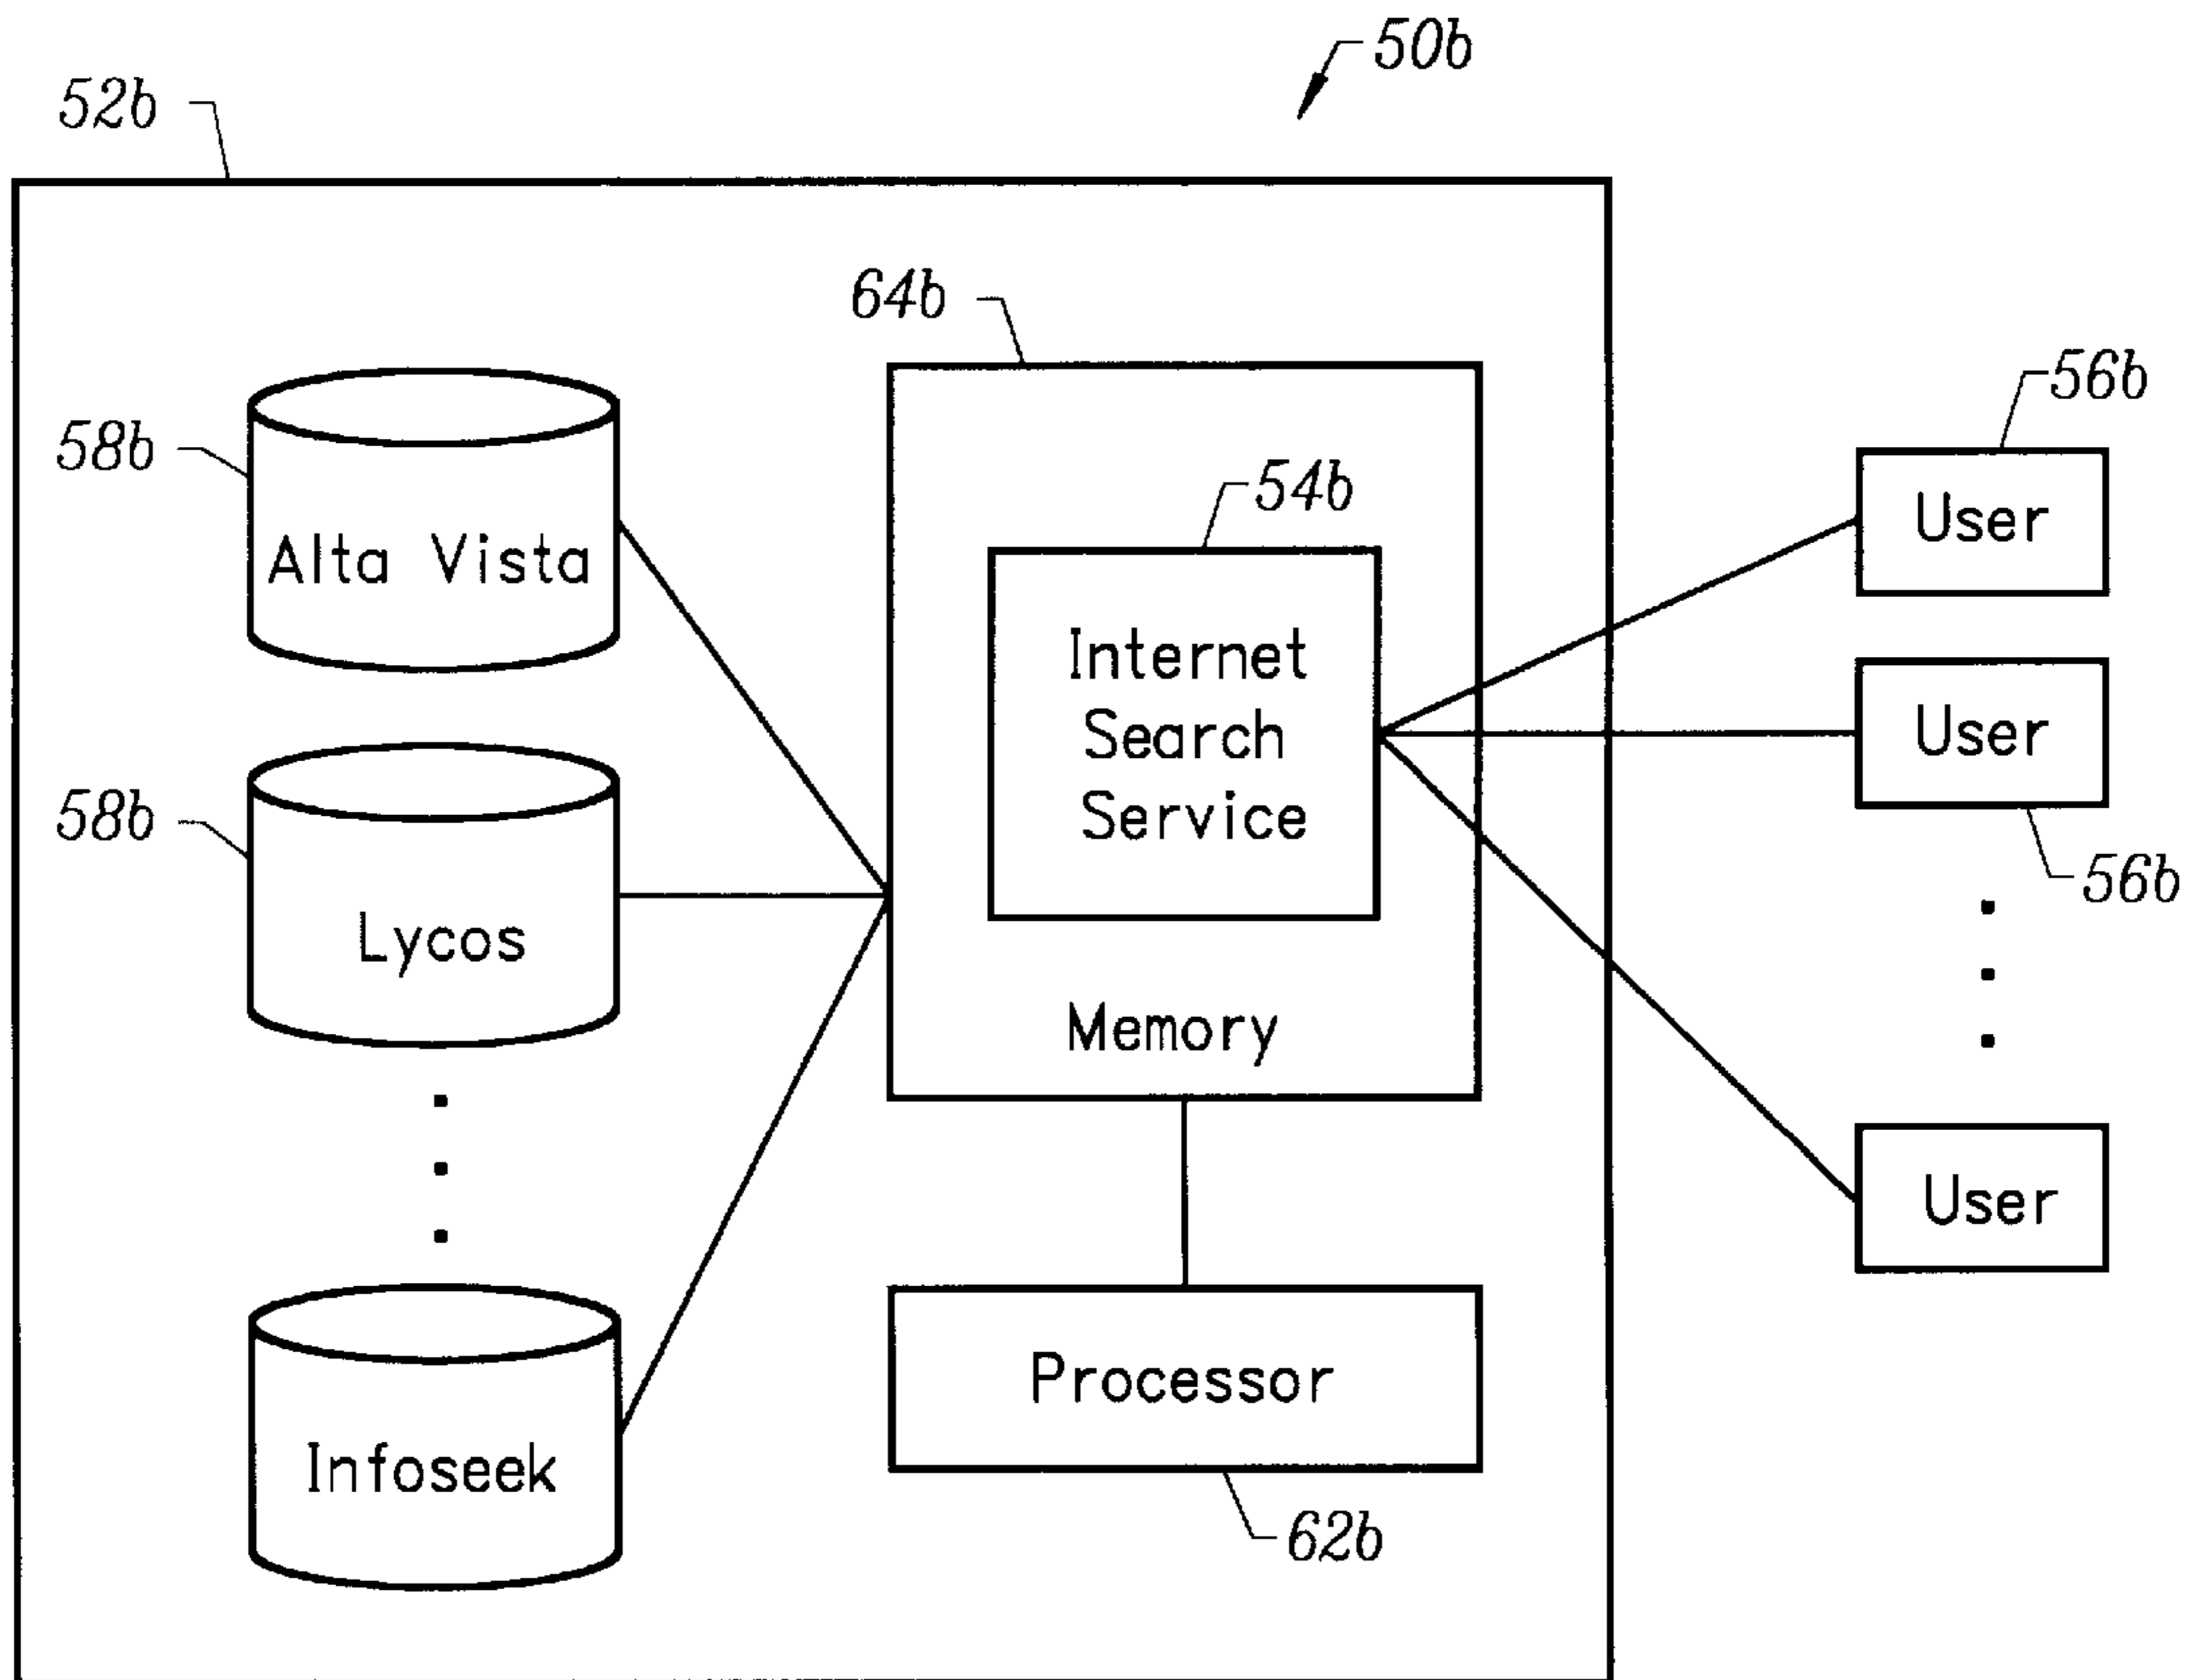 50b
52b
64b
56b
58b
Alta Vista
54b
User
Internet
Search
Service
User
58b
Lycos
56b
Memory
User
Processor
Infoseek
62b